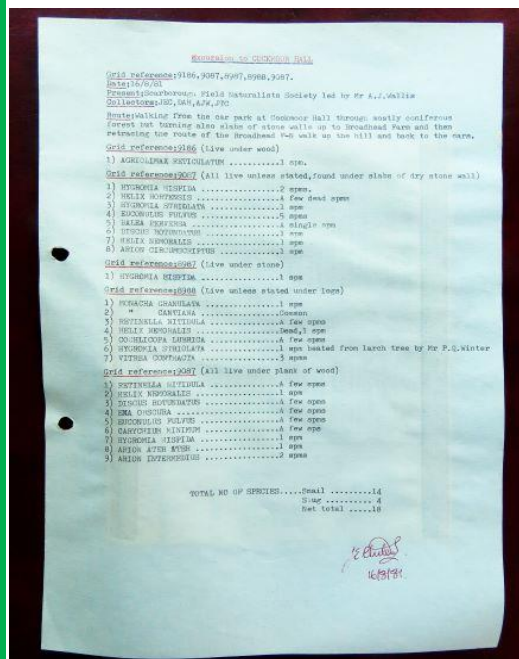 Excursion to COCKMOOR HALL
Grid reference;9186,9087,8987,8988,9087.
Date;16/8/81
Present;Scarborough Field Naturalists Society led by Mr A.J.Wallis
Collectors;JEC,DAH,AJW,JTC
Route;Walking from the car park at Cockmoor Hall through mostly coniferous
forest but turning also slabs of stone walls up to Broadhead Farm and then
retracing the route of the Broadhead walk up the hill and back to the cars.
Grid reference;9186 (Live under wood)
1) AGRIOLIMAX RETICULATUM ...........1 spm.
Grid reference;9087 (All live unless stated,found under slabs of dry stone wall)
1) HYGROMIA HISPIDA .................2 spms.
2) HELIX HORTENSIS ..................A few dead spms
3) HYGROMIA STRIOLATA ...............1 spm
4) EUCONULUS FULVUS .................5 spms
5) BALEA PERVERSA ...................A single spm
6) DISCUS ROTUNDATUS ................1 spm
7) HELIX NEMORALIS ..................1 spm
8) ARION CIRCUMSCRIPTUS .............1 spm
Grid reference;8987 (Live under stone)
1) HYGROMIA HISPIDA .................1 spm
Grid reference;8988 (Live unless stated under logs)
1) MONACHA GRANULATA ................1 spm
2) " CANTIANA ................Common
3) RETINELLA NITIDULA ...............A few spms
4) HELIX NEMORALIS ..................Dead,1 spm
5) COCHLICOPA LUBRICA ...............A few spms
6) HYGROMIA STRIOLATA ...............1 spm beated from larch tree by Mr P.Q.Winter
7) VITREA CONTRACTA .................3 spms
Grid reference;9087 (All live under plank of wood)
1) RETINELLA NITIDULA ...............A few spms
2) HELIX NEMORALIS ..................1 spm
3) DISCUS ROTUNDATUS ................A few spms
4) ENA OBSCURA ......................A few spms
5) EUCONULUS FULVUS .................A few spms
6) CARYCHIUM MINIMUM ................A few spms
7) HYGROMIA HISPIDA .................1 spm
8) ARION ATER ATER ..................1 spm
9) ARION INTERMEDIUS ................2 spms
TOTAL NO OF SPECIES.....Snail .........14
Slug .......... 4
Net total .....18
16/8/81